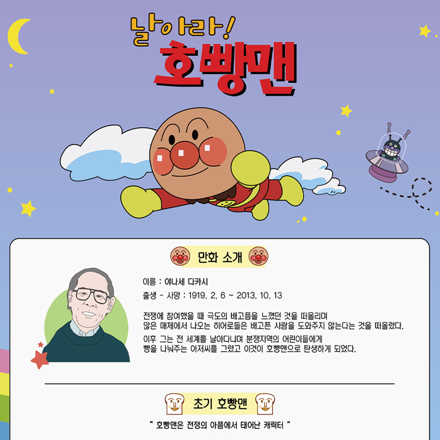 날아라!
호빵맨
만화 소개
이름 : 야나세 다카시
출생 - 사망 : 1919. 2. 6 ~ 2013. 10. 13
전쟁에 참여했을 때 극도의 배고픔을 느꼈던 것을 떠올리며
많은 매체에서 나오는 히어로들은 배고픈 사람을 도와주지 않는다는 것을 떠올렸다.
이후 그는 전 세계를 날아다니며 분쟁지역의 어린이들에게
빵을 나눠주는 아저씨를 그렸고 이것이 호빵맨으로 탄생하게 되었다.
초기 호빵맨
" 호빵맨은 전쟁의 아픔에서 태어난 캐릭터 "